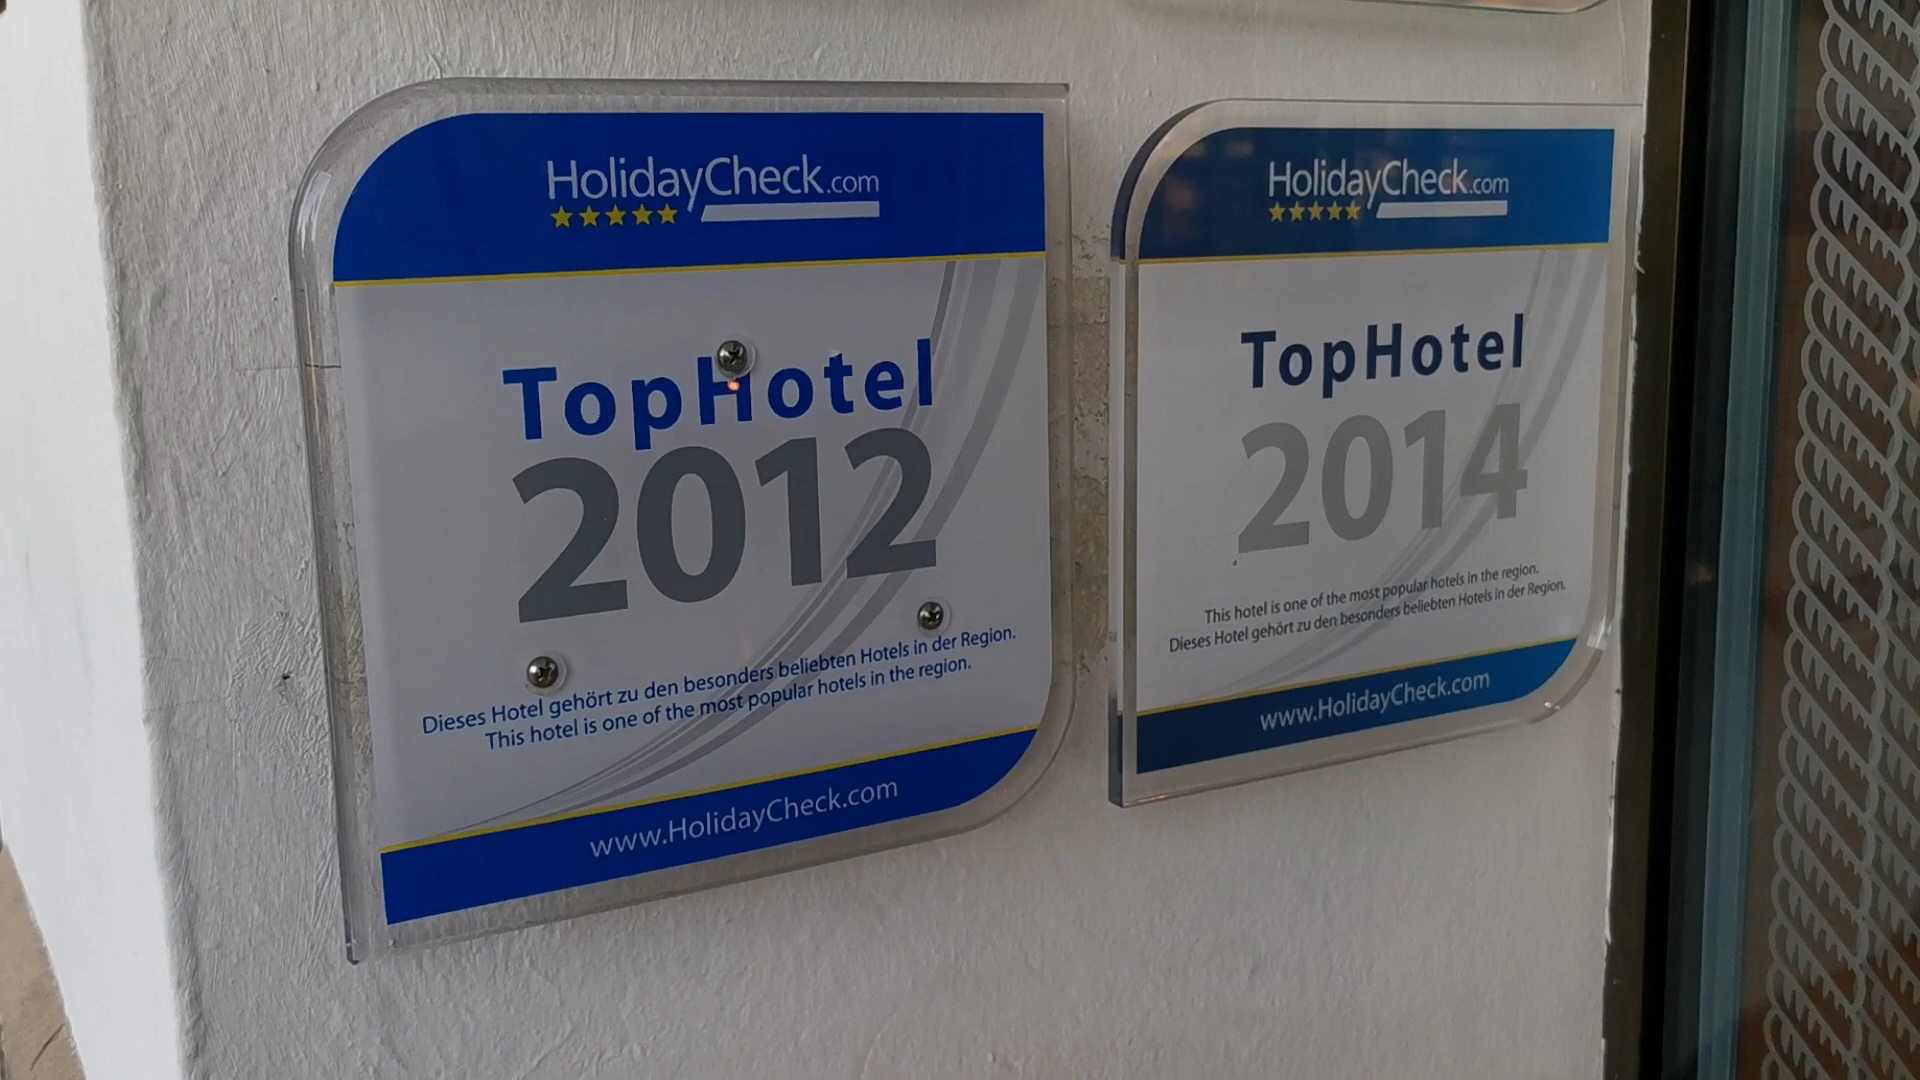 HolidayCheck.com
TopHotel
2012
Dieses Hotel gehört zu den besonders beliebten Hotels in der Region.
This hotel is one of the most popular hotels in the region.
www.HolidayCheck.com
HolidayCheck.com
TopHotel
2014
This hotel is one of the most popular hotels in the region.
Dieses Hotel gehört zu den besonders beliebten Hotels in der Region.
www.HolidayCheck.com